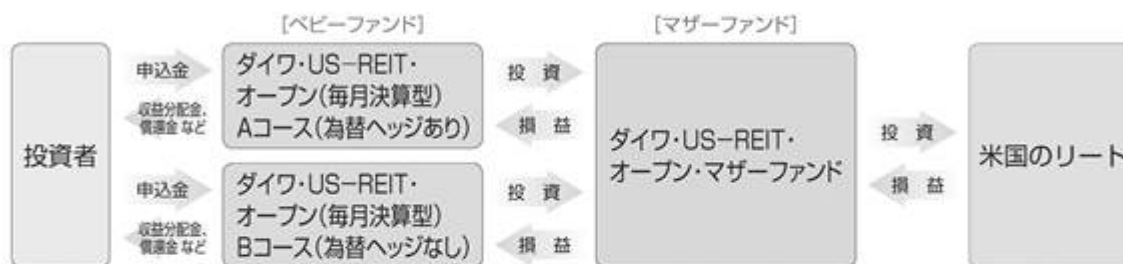 [ベビーファンド]
[マザーファンド]
投資者
申込金
収益分配金、
償還金 など
ダイワ・US−REIT・
オープン(毎月決算型)
Aコース(為替ヘッジあり)
投 資
損 益
申込金
収益分配金、
償還金 など
ダイワ・US−REIT・
オープン(毎月決算型)
Bコース(為替ヘッジなし)
投 資
損 益
ダイワ・US−REIT・
オープン・マザーファンド
投 資
損 益
米国のリート